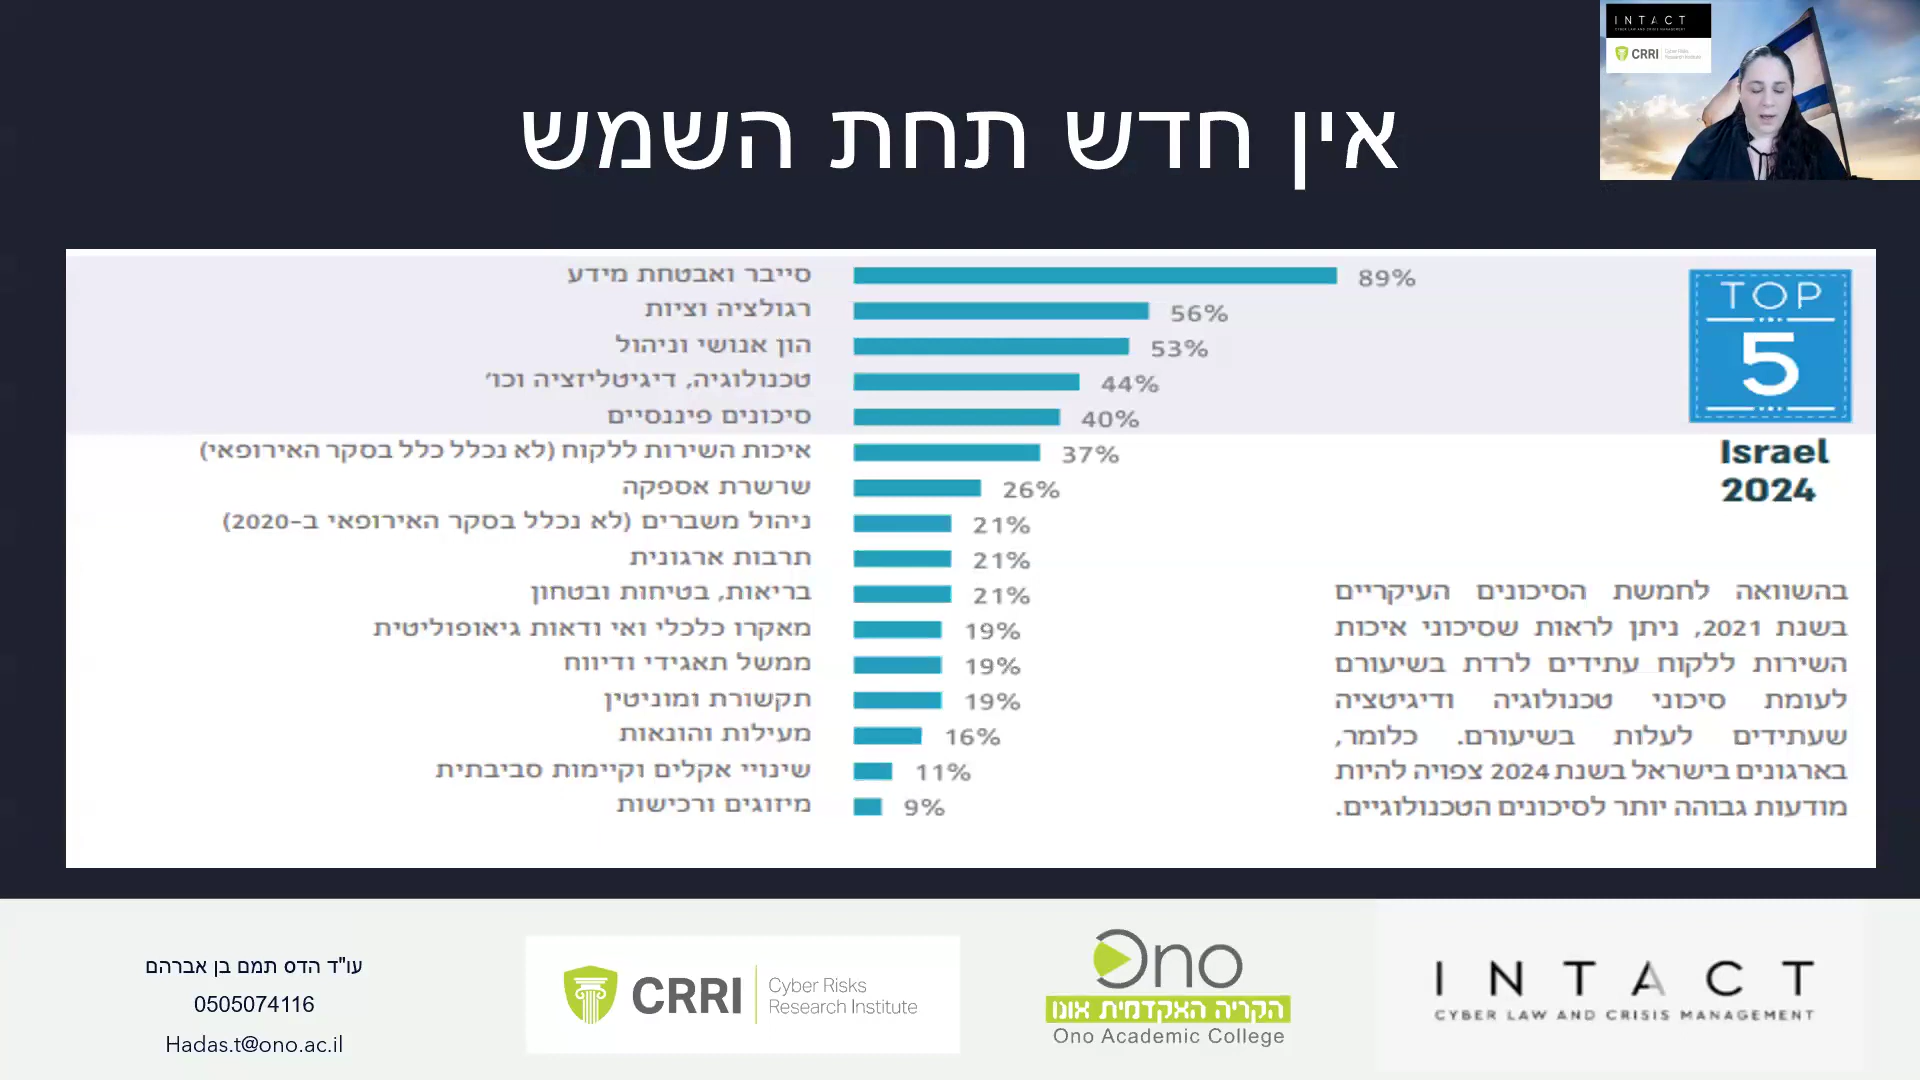 INTACT
CRRI
אין חדש תחת השמש
סייבר ואבטחת מידע 89%
רגולציה וציות 56%
הון אנושי וניהול 53%
טכנולוגיה, דיגיטליזציה וכו׳ 44%
סיכונים פיננסיים 40%
איכות השירות ללקוח (לא נכלל כלל בסקר האירופאי) 37%
שרשרת אספקה 26%
ניהול משברים (לא נכלל בסקר האירופאי ב-2020) 21%
תרבות ארגונית 21%
בריאות, בטיחות ובטחון 21%
מאקרו כלכלי ואי ודאות גיאופוליטית 19%
ממשל תאגידי ודיווח 19%
תקשורת ומוניטין 19%
מעילות והונאות 16%
שינויי אקלים וקיימות סביבתית 11%
מיזוגים ורכישות 9%
TOP
5
Israel
2024
בהשוואה לחמשת הסיכונים העיקריים
בשנת 2021, ניתן לראות שסיכוני איכות
השירות ללקוח עתידים לרדת בשיעורם
לעומת סיכוני טכנולוגיה ודיגיטציה
שעתידים לעלות בשיעורם. כלומר,
בארגונים בישראל בשנת 2024 צפויה להיות
מודעות גבוהה יותר לסיכונים הטכנולוגיים.
עו"ד הדס תמם בן אברהם
0505074116
Hadas.t@ono.ac.il
CRRI
Cyber Risks
Research Institute
Ono
הקריה האקדמית אונו
Ono Academic College
INTACT
CYBER LAW AND CRISIS MANAGEMENT